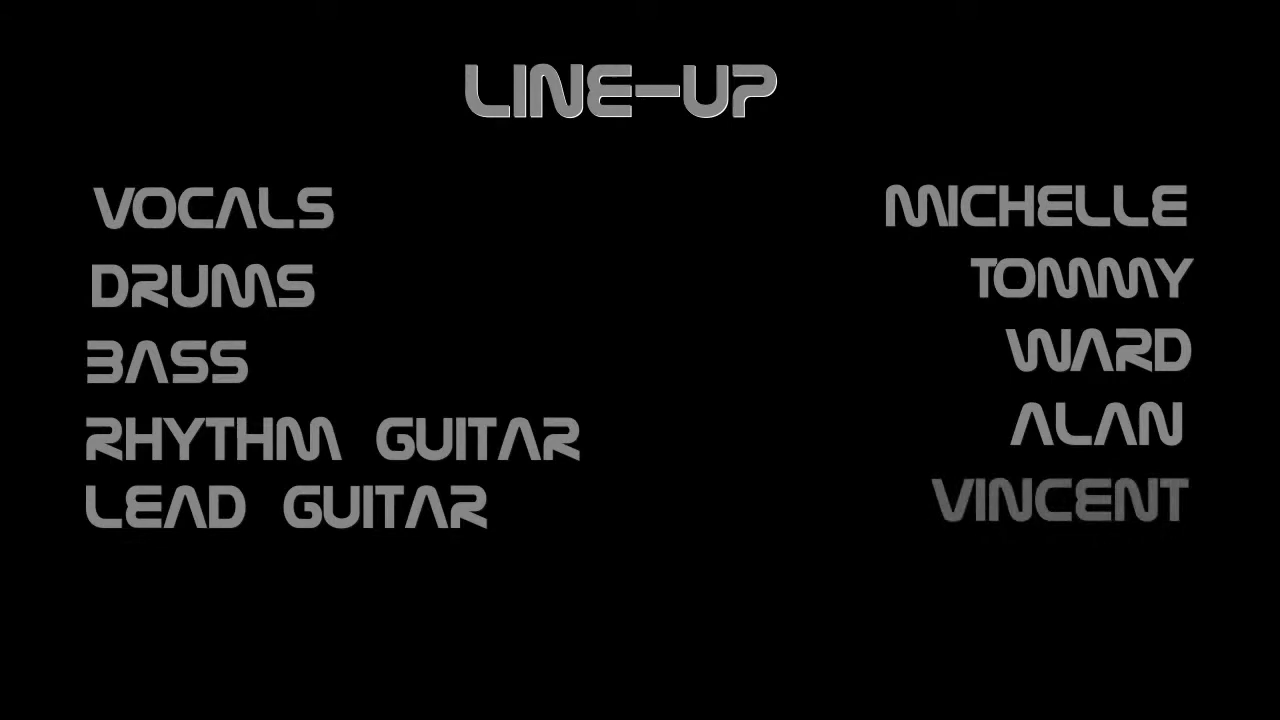 LINE-UP
VOCALS MICHELLE
DRUMS TOMMY
BASS WARD
RHYTHM GUITAR ALAN
LEAD GUITAR VINCENT